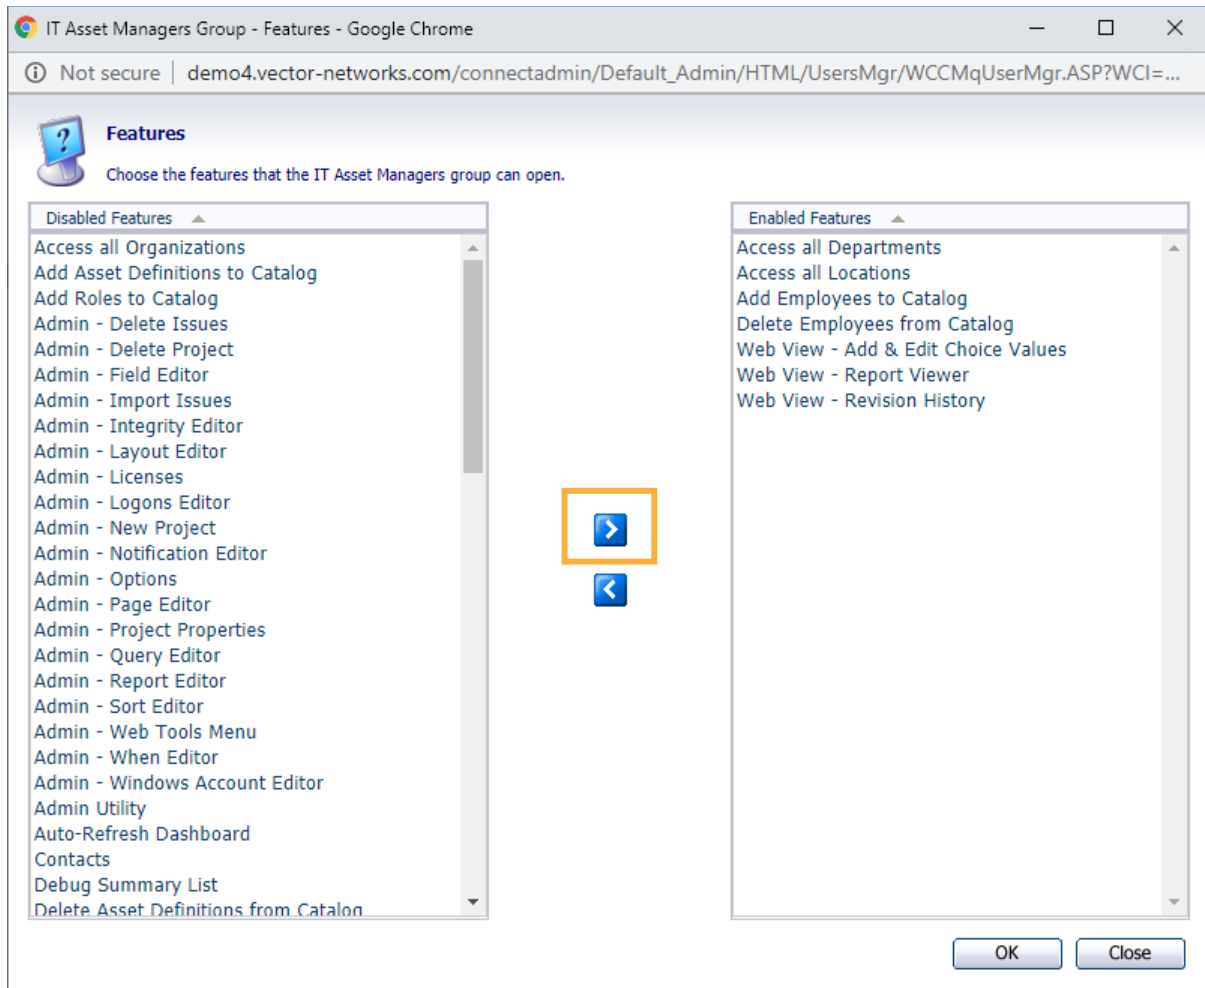 IT Asset Managers Group - Features - Google Chrome
Not secure | demo4.vector-networks.com/connectadmin/Default_Admin/HTML/UsersMgr/WCCMqUserMgr.ASP?WCI=...
Features
Choose the features that the IT Asset Managers group can open.
Disabled Features
Access all Organizations
Add Asset Definitions to Catalog
Add Roles to Catalog
Admin - Delete Issues
Admin - Delete Project
Admin - Field Editor
Admin - Import Issues
Admin - Integrity Editor
Admin - Layout Editor
Admin - Licenses
Admin - Logons Editor
Admin - New Project
Admin - Notification Editor
Admin - Options
Admin - Page Editor
Admin - Project Properties
Admin - Query Editor
Admin - Report Editor
Admin - Sort Editor
Admin - Web Tools Menu
Admin - When Editor
Admin - Windows Account Editor
Admin Utility
Auto-Refresh Dashboard
Contacts
Debug Summary List
Delete Asset Definitions from Catalog
Enabled Features
Access all Departments
Access all Locations
Add Employees to Catalog
Delete Employees from Catalog
Web View - Add & Edit Choice Values
Web View - Report Viewer
Web View - Revision History
OK
Close